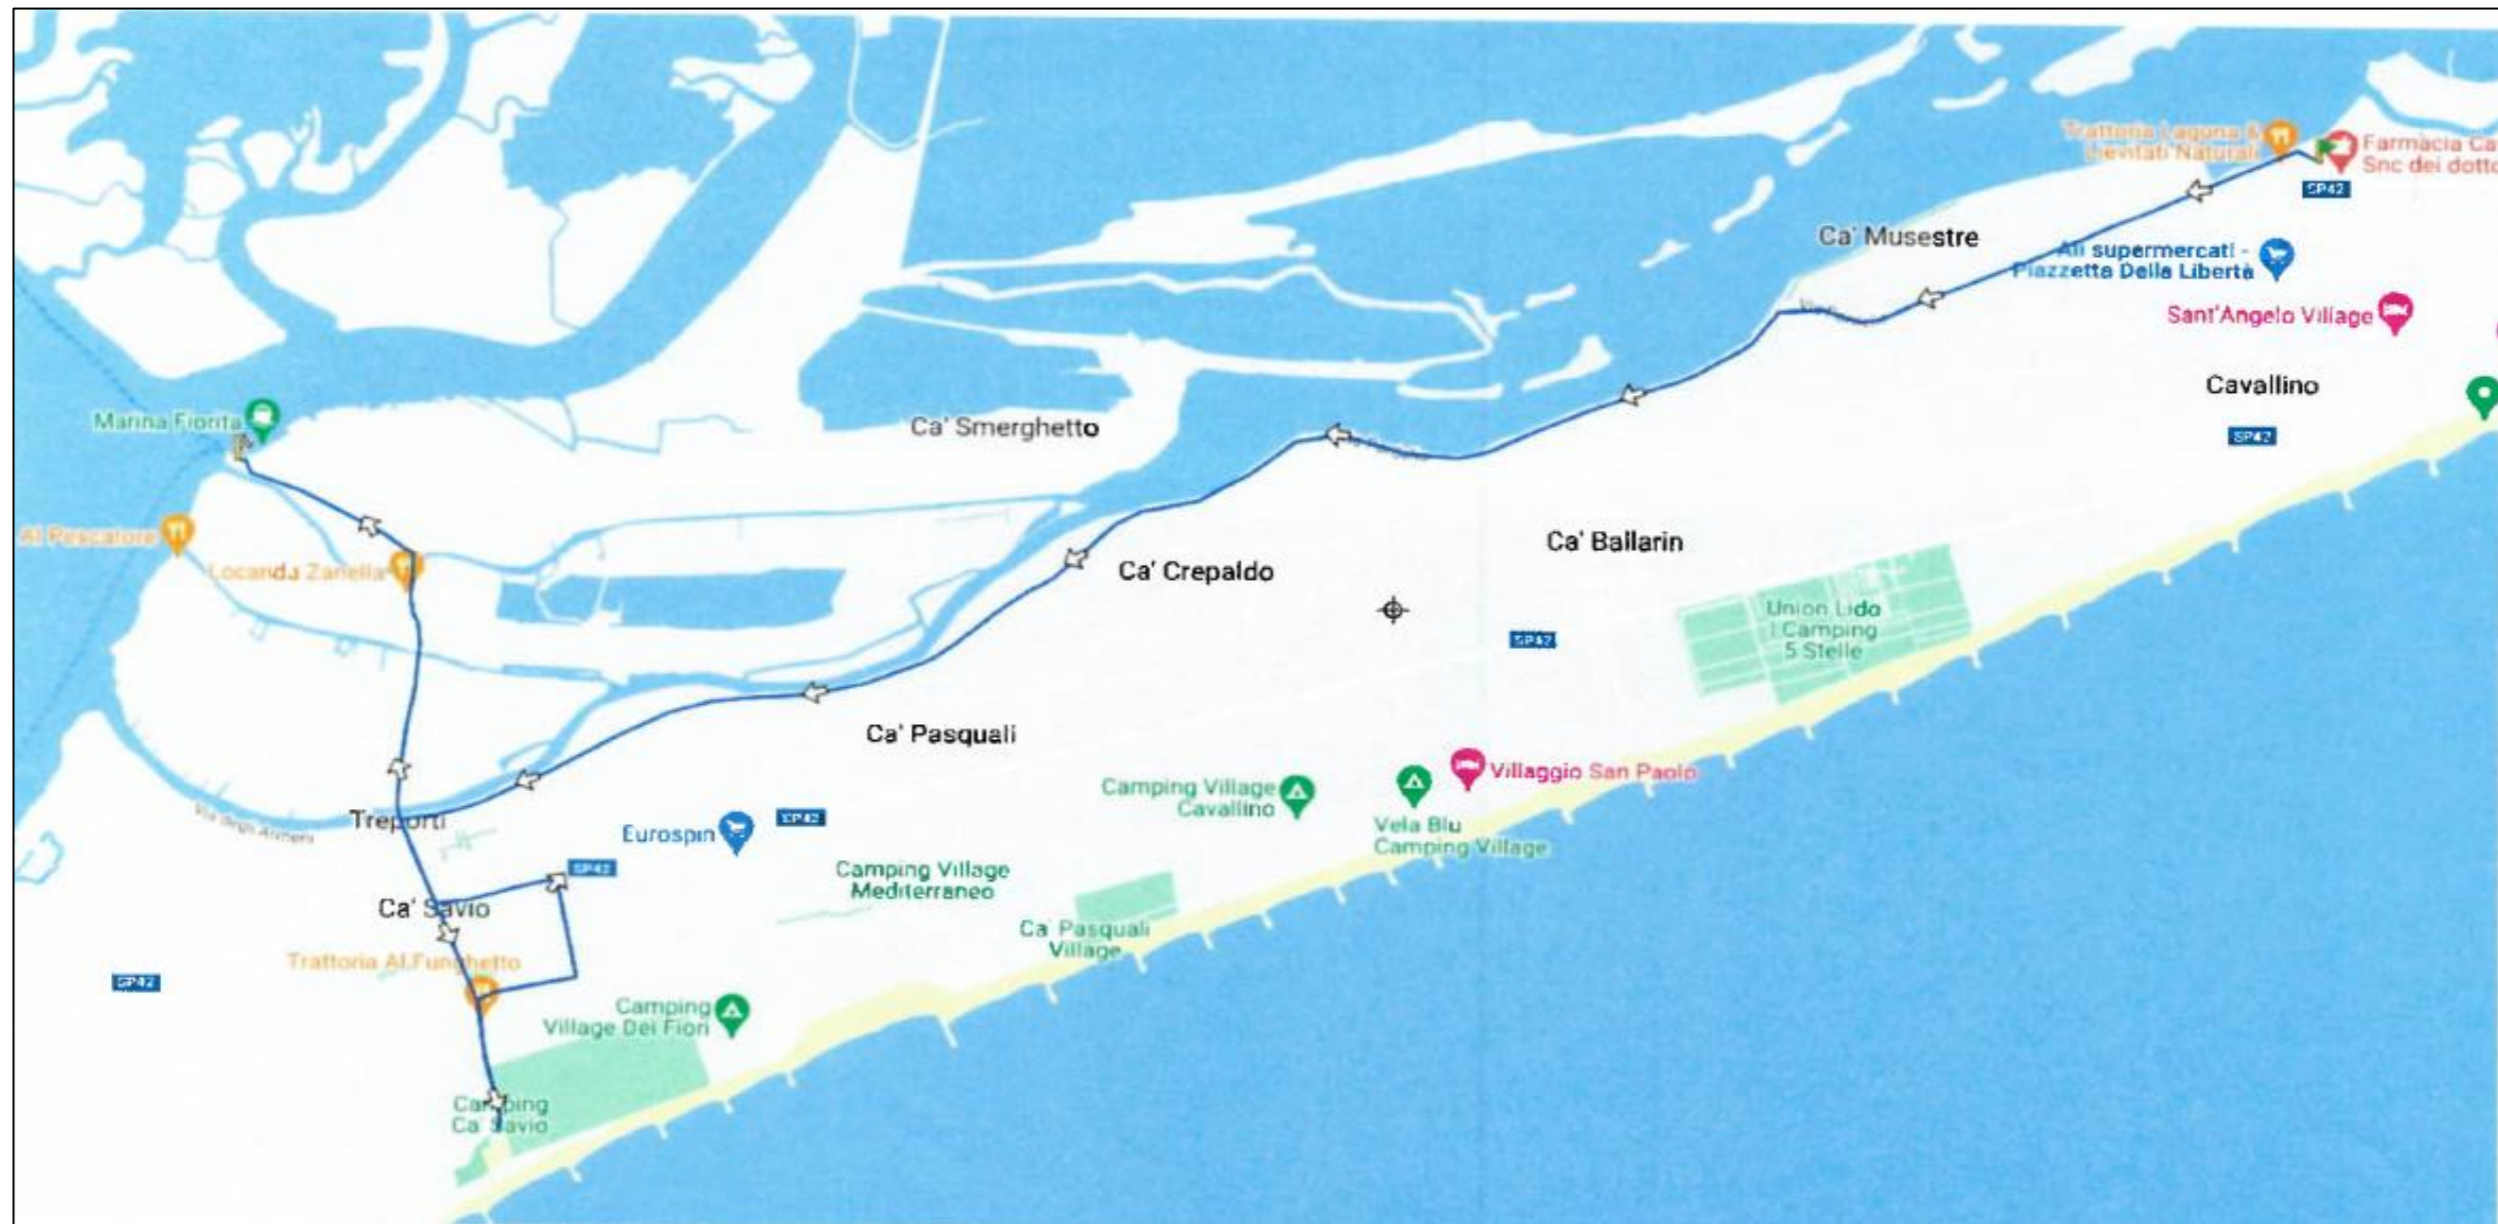 Trattoria Laguna &
Lievitati Naturali
Farmàcia Ca
Snc dei dotto
SP42
Ca' Musestre
Alì supermercati -
Piazzetta Della Libertà
Sant'Angelo Village
Cavallino
SP42
Marina Fiorita
Ca' Smerghetto
Al Pescatore
Locanda Zanella
Ca' Crepaldo
Ca' Ballarin
Union Lido
| Camping
5 Stelle
SP42
Ca' Pasquali
Villaggio San Paolo
Camping Village
Cavallino
Vela Blu
Camping Village
Treporti
Eurospin
SP42
SP42
Camping Village
Mediterraneo
Ca' Savio
Ca' Pasquali
Village
Trattoria Al Funghetto
SP42
Camping
Village Dei Fiori
Camping
Ca' Savio